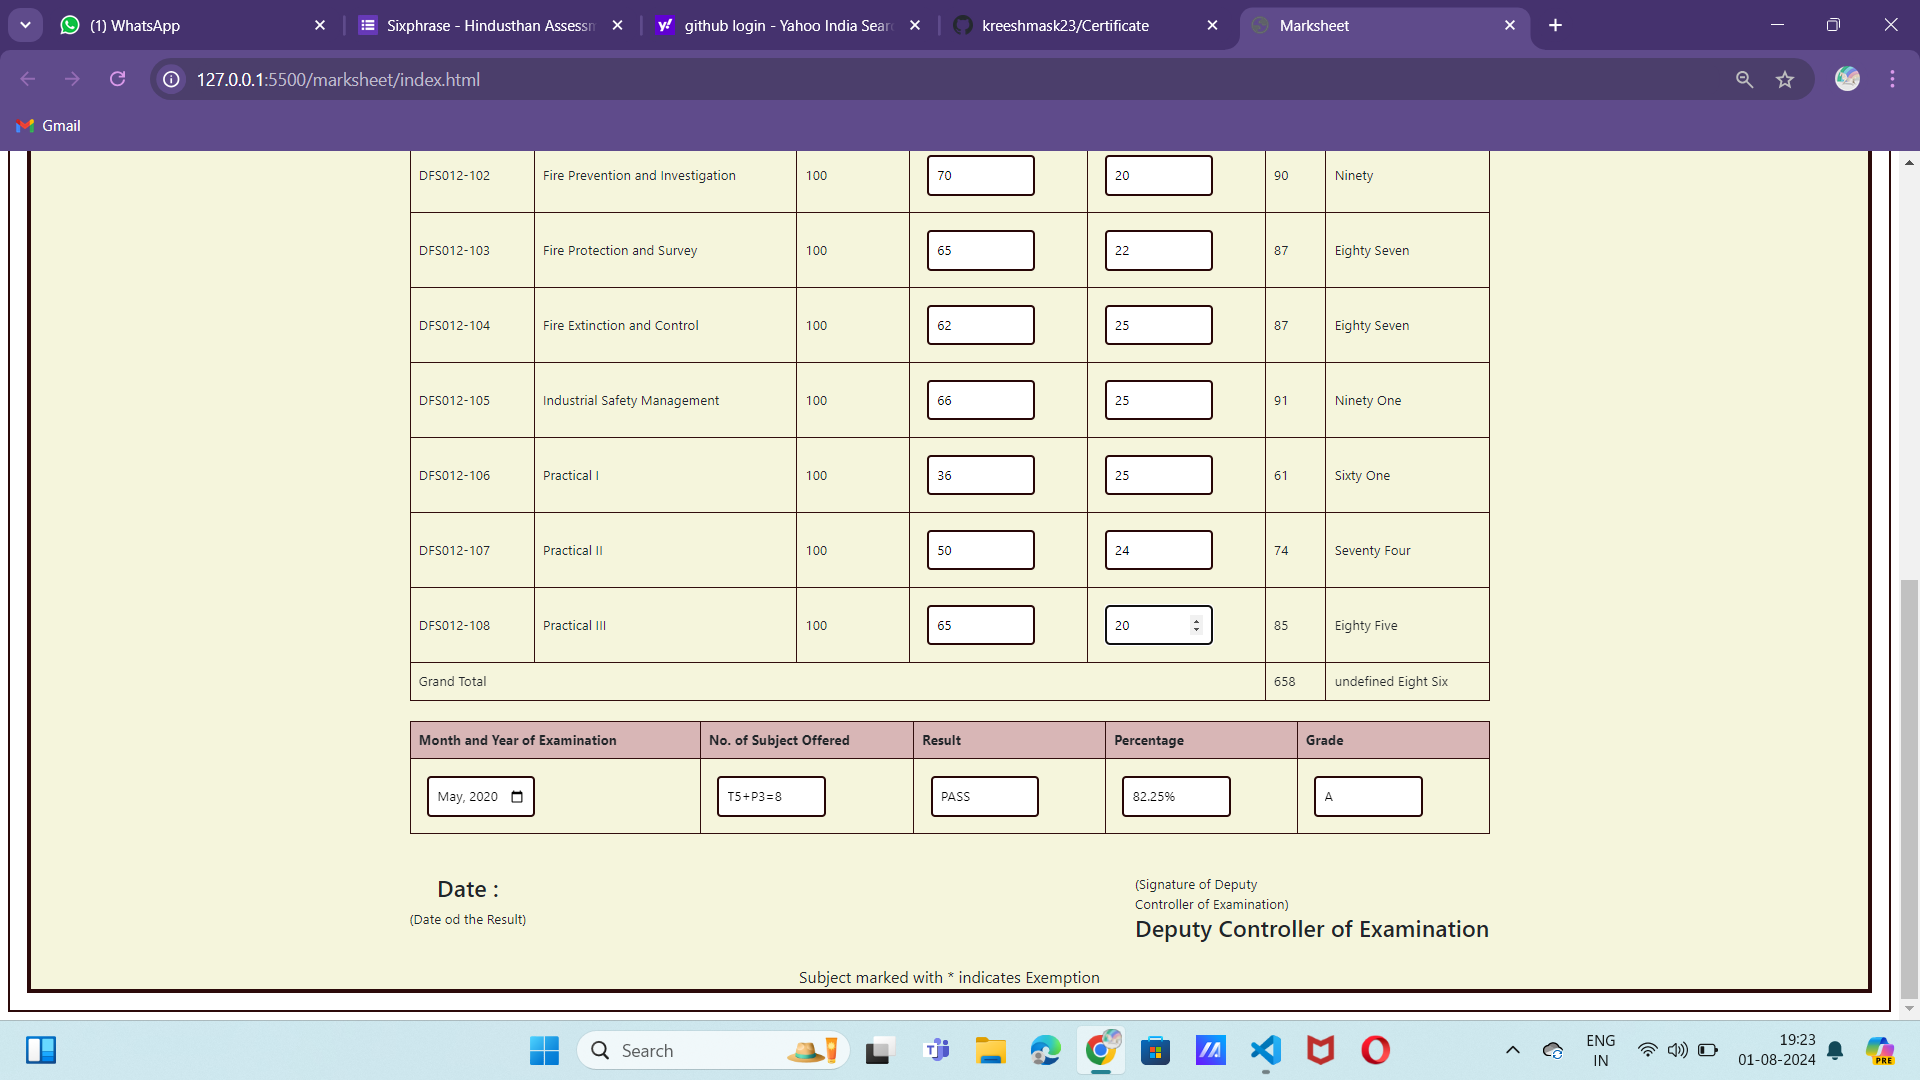 (1) WhatsApp
Sixphrase - Hindusthan Assessm
github login - Yahoo India Sear
kreeshmask23/Certificate
Marksheet
127.0.0.1:5500/marksheet/index.html
Gmail
DFS012-102 Fire Prevention and Investigation 100 70 20 90 Ninety
DFS012-103 Fire Protection and Survey 100 65 22 87 Eighty Seven
DFS012-104 Fire Extinction and Control 100 62 25 87 Eighty Seven
DFS012-105 Industrial Safety Management 100 66 25 91 Ninety One
DFS012-106 Practical I 100 36 25 61 Sixty One
DFS012-107 Practical II 100 50 24 74 Seventy Four
DFS012-108 Practical III 100 65 20 85 Eighty Five
Grand Total 658 undefined Eight Six
Month and Year of Examination No. of Subject Offered Result Percentage Grade
May, 2020 T5+P3=8 PASS 82.25% A
Date :
(Date od the Result)
(Signature of Deputy
Controller of Examination)
Deputy Controller of Examination
Subject marked with * indicates Exemption
Search
ENG
IN
19:23
01-08-2024
PRE